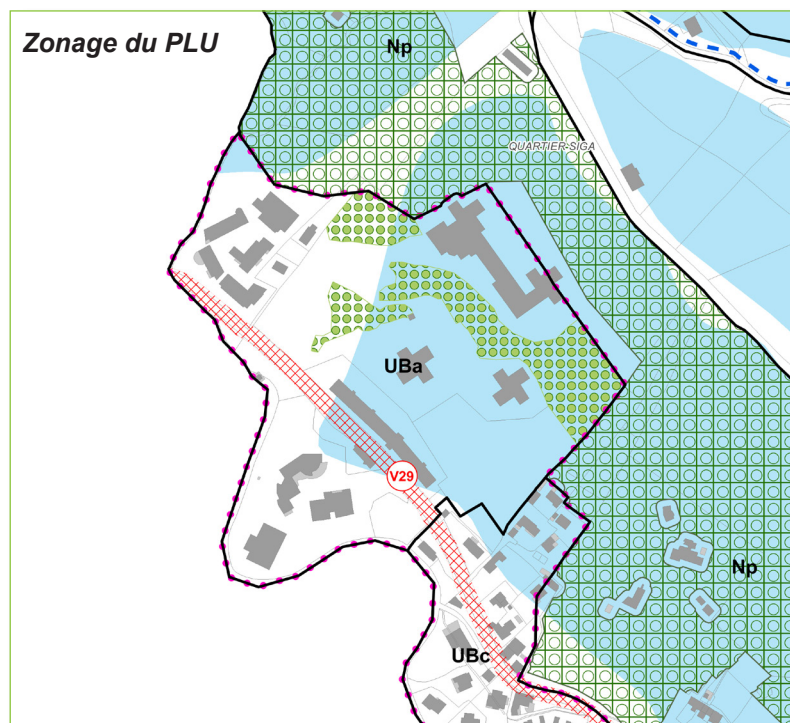 Zonage du PLU
Np
QUARTIER-SIGA
UBa
V29
Np
UBc